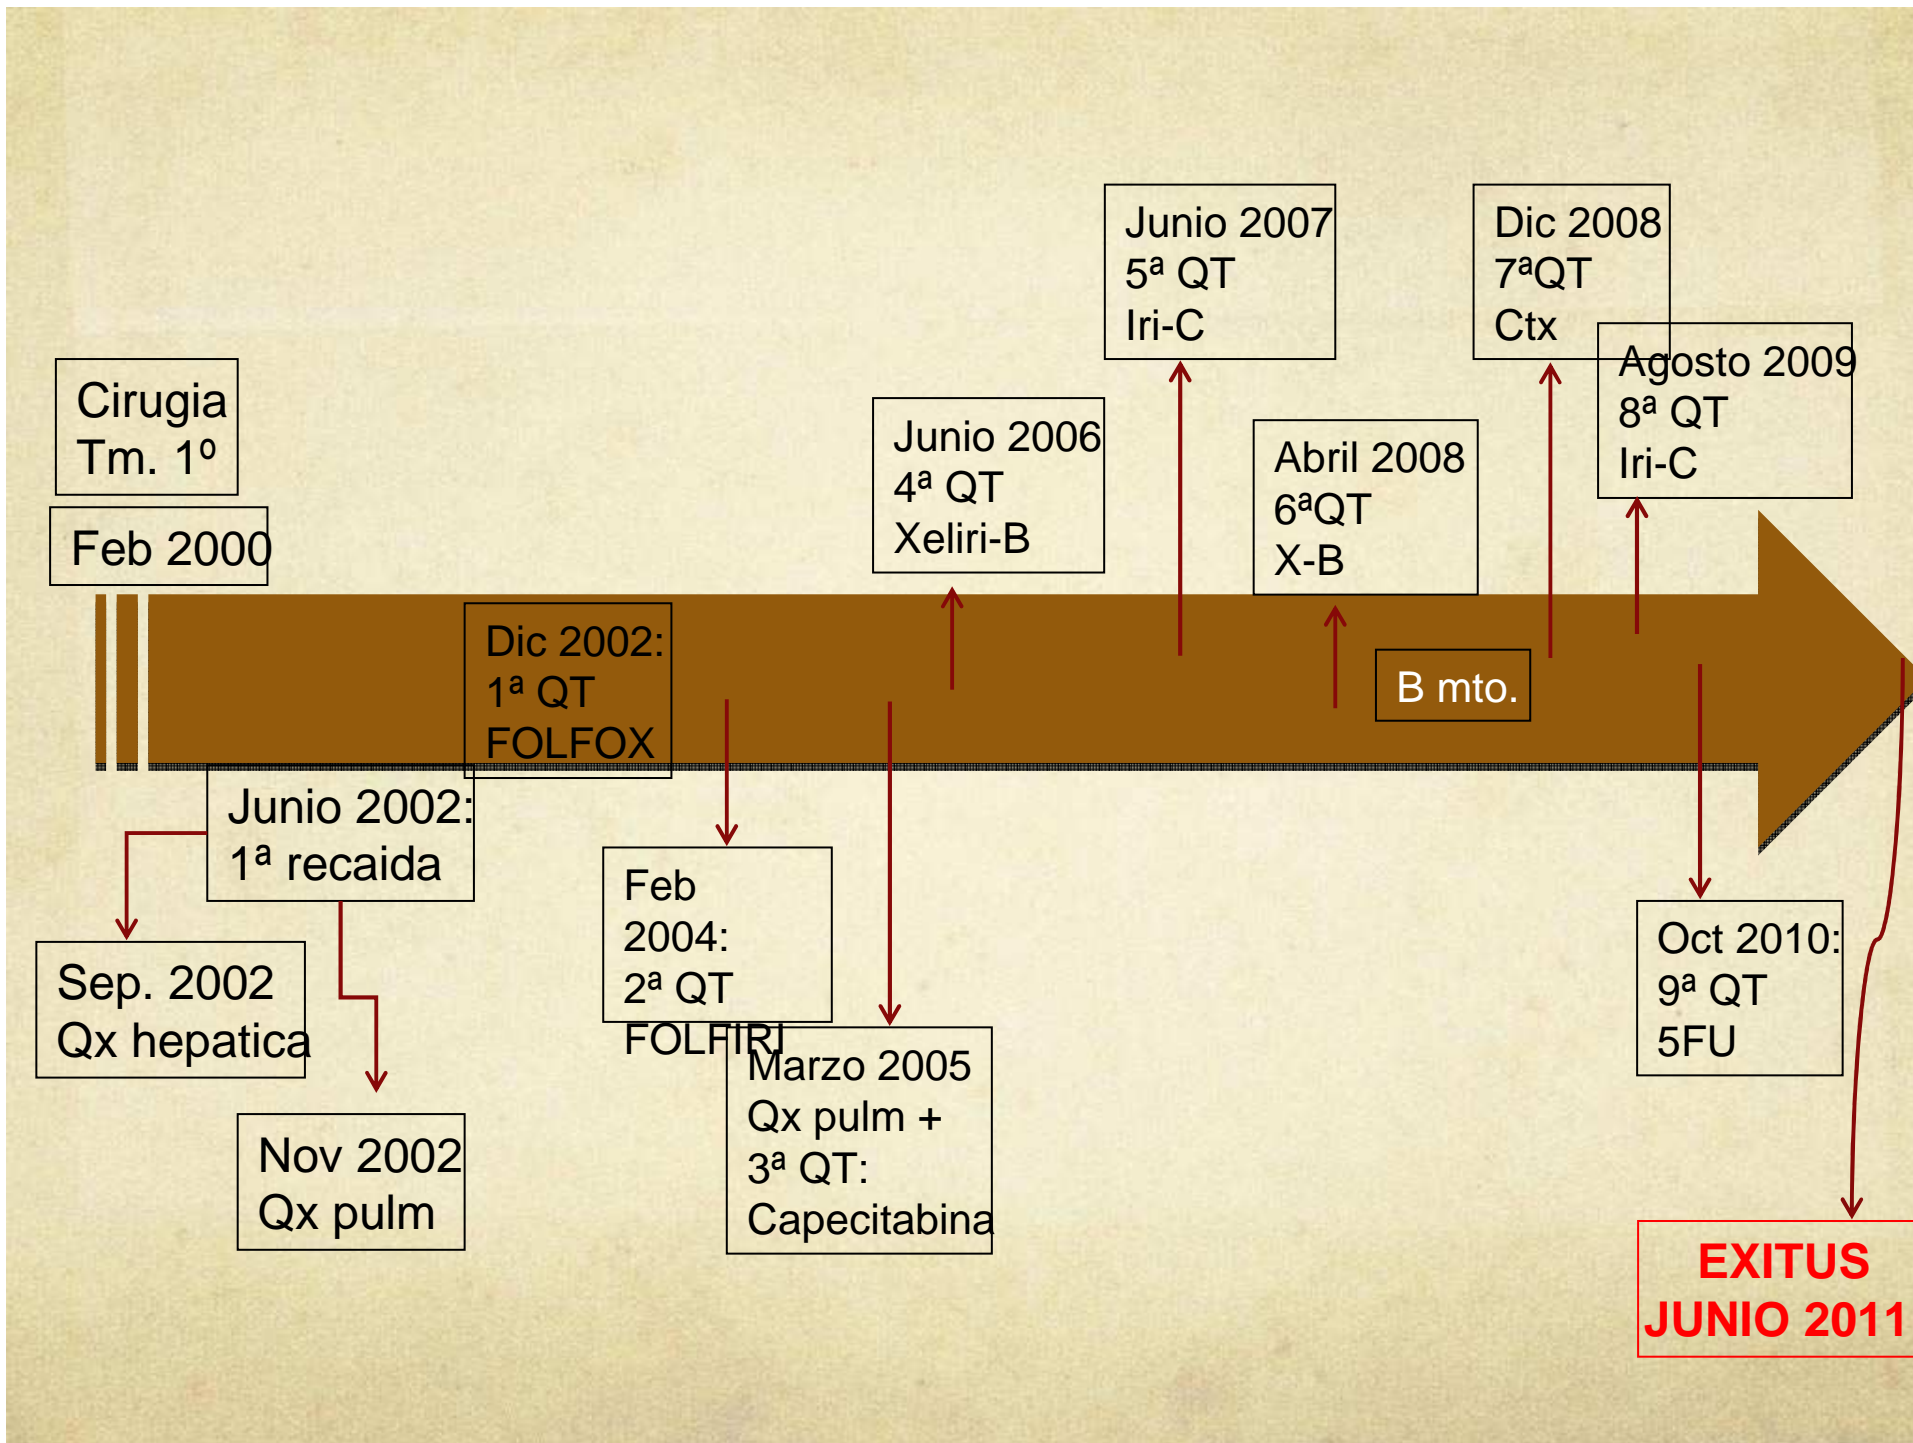 Cirugia
Tm. 1º
Feb 2000
Junio 2002:
1ª recaida
Sep. 2002
Qx hepatica
Nov 2002
Qx pulm
Dic 2002:
1ª QT
FOLFOX
Feb
2004:
2ª QT
FOLFIRI
Marzo 2005
Qx pulm +
3ª QT:
Capecitabina
Junio 2006
4ª QT
Xeliri-B
Junio 2007
5ª QT
Iri-C
Abril 2008
6ªQT
X-B
B mto.
Dic 2008
7ªQT
Ctx
Agosto 2009
8ª QT
Iri-C
Oct 2010:
9ª QT
5FU
EXITUS
JUNIO 2011